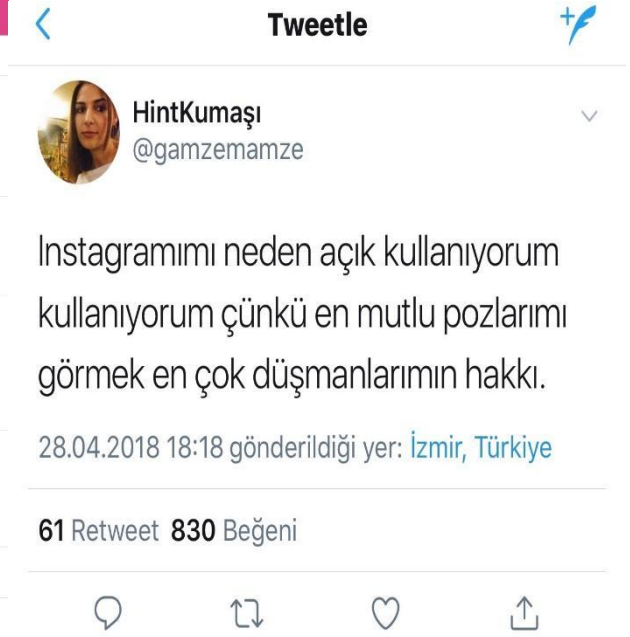 Tweetle
HintKumaşı
@gamzemamze
Instagramımı neden açık kullanıyorum
kullanıyorum çünkü en mutlu pozlarımı
görmek en çok düşmanlarımın hakkı.
28.04.2018 18:18 gönderildiği yer: İzmir, Türkiye
61 Retweet 830 Beğeni